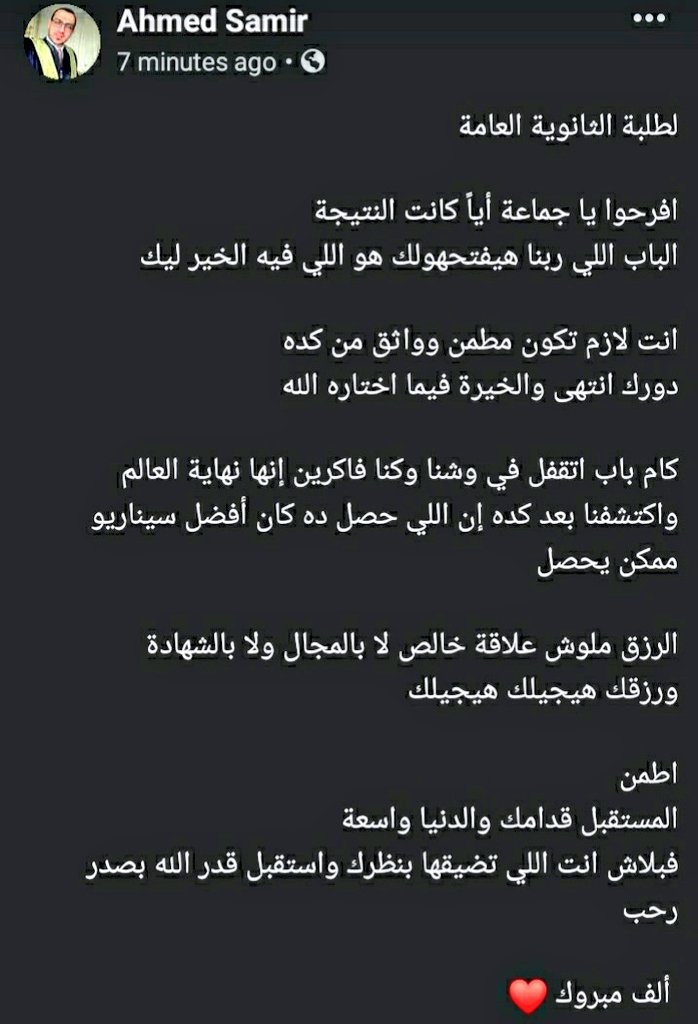 Ahmed Samir
7 minutes ago •
لطلبة الثانوية العامة
افرحوا يا جماعة أياً كانت النتيجة
الباب اللي ربنا هيفتحهولك هو اللي فيه الخير ليك
انت لازم تكون مطمن وواثق من كده
دورك انتهى والخيرة فيما اختاره الله
كام باب اتقفل في وشنا وكنا فاكرين إنها نهاية العالم
واكتشفنا بعد كده إن اللي حصل ده كان أفضل سيناريو
ممكن يحصل
الرزق ملوش علاقة خالص لا بالمجال ولا بالشهادة
ورزقك هيجيلك هيجيلك
اطمن
المستقبل قدامك والدنيا واسعة
فبلاش انت اللي تضيقها بنظرك واستقبل قدر الله بصدر
رحب
ألف مبروك ❤️